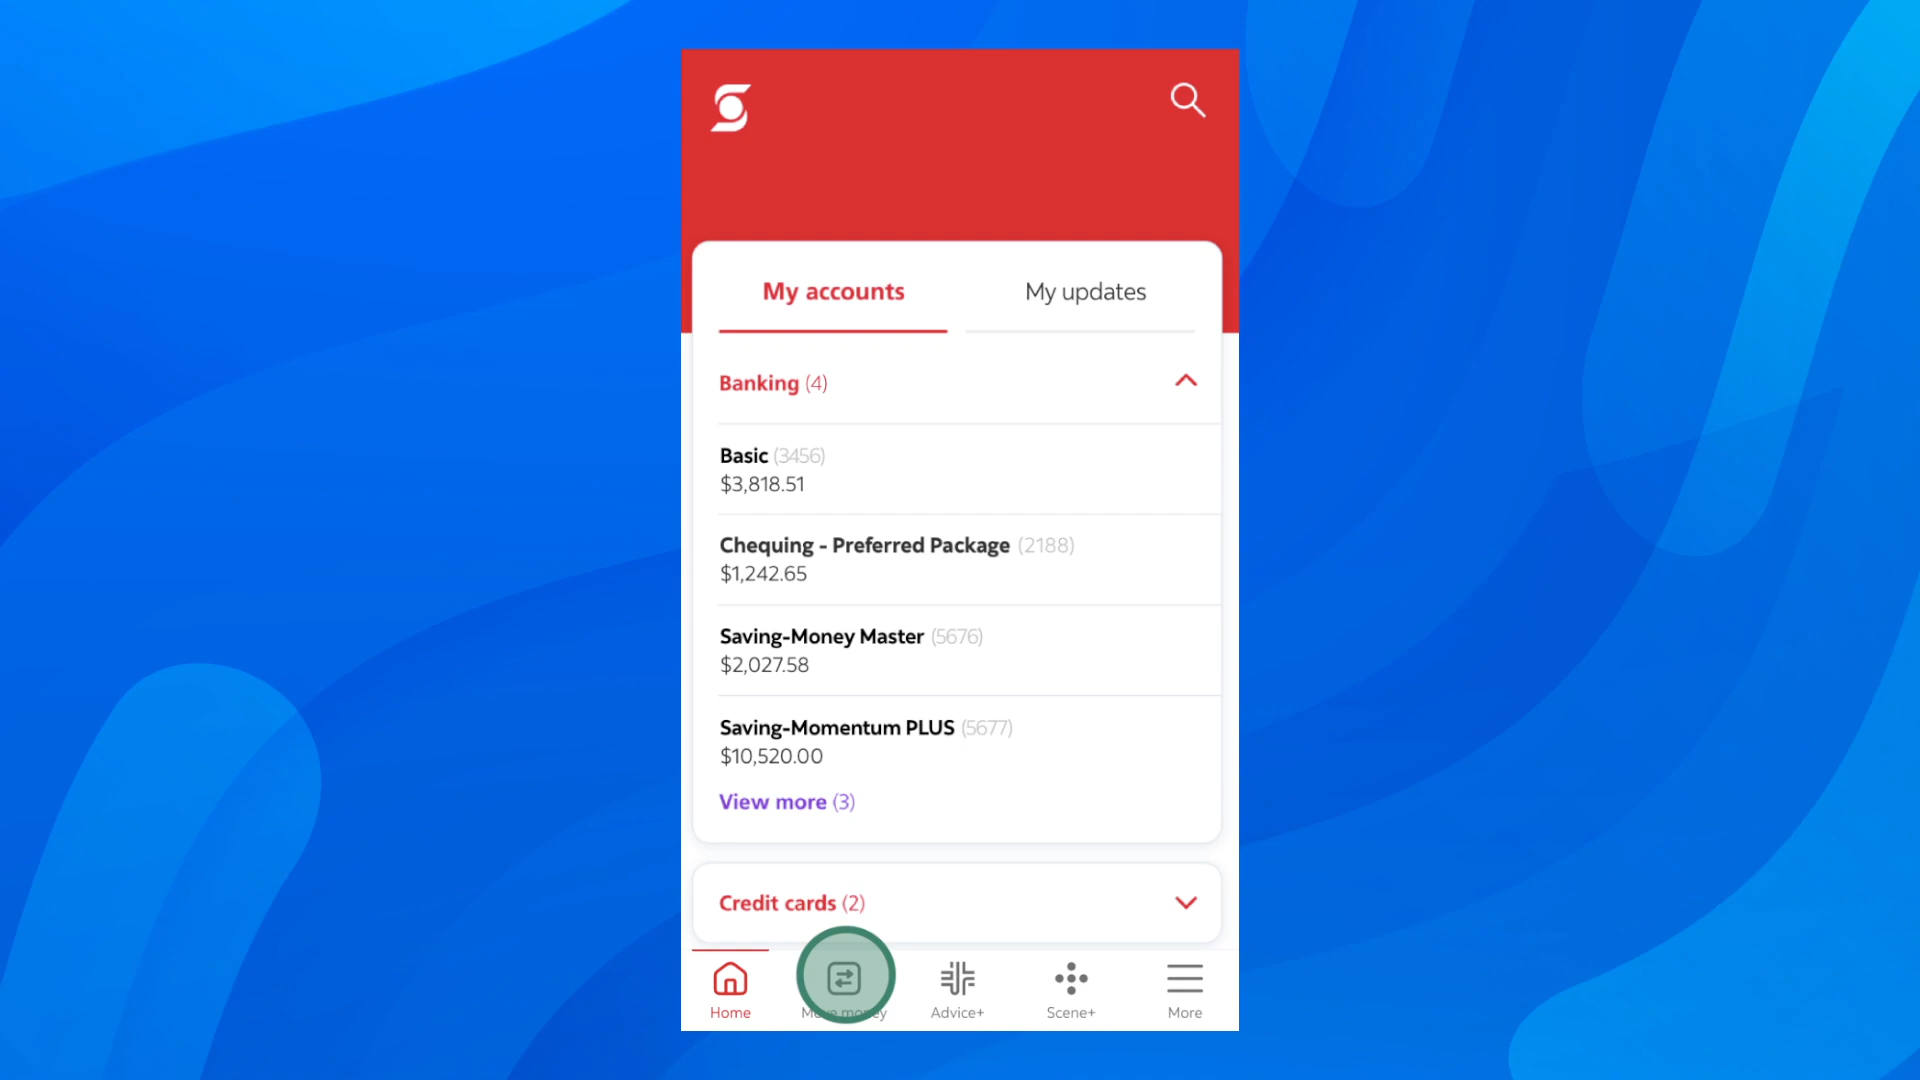 My accounts
My updates
Banking (4)
Basic (3456)
$3,818.51
Chequing - Preferred Package (2188)
$1,242.65
Saving-Money Master (5676)
$2,027.58
Saving-Momentum PLUS (5677)
$10,520.00
View more (3)
Credit cards (2)
Home
Move money
Advice+
Scene+
More